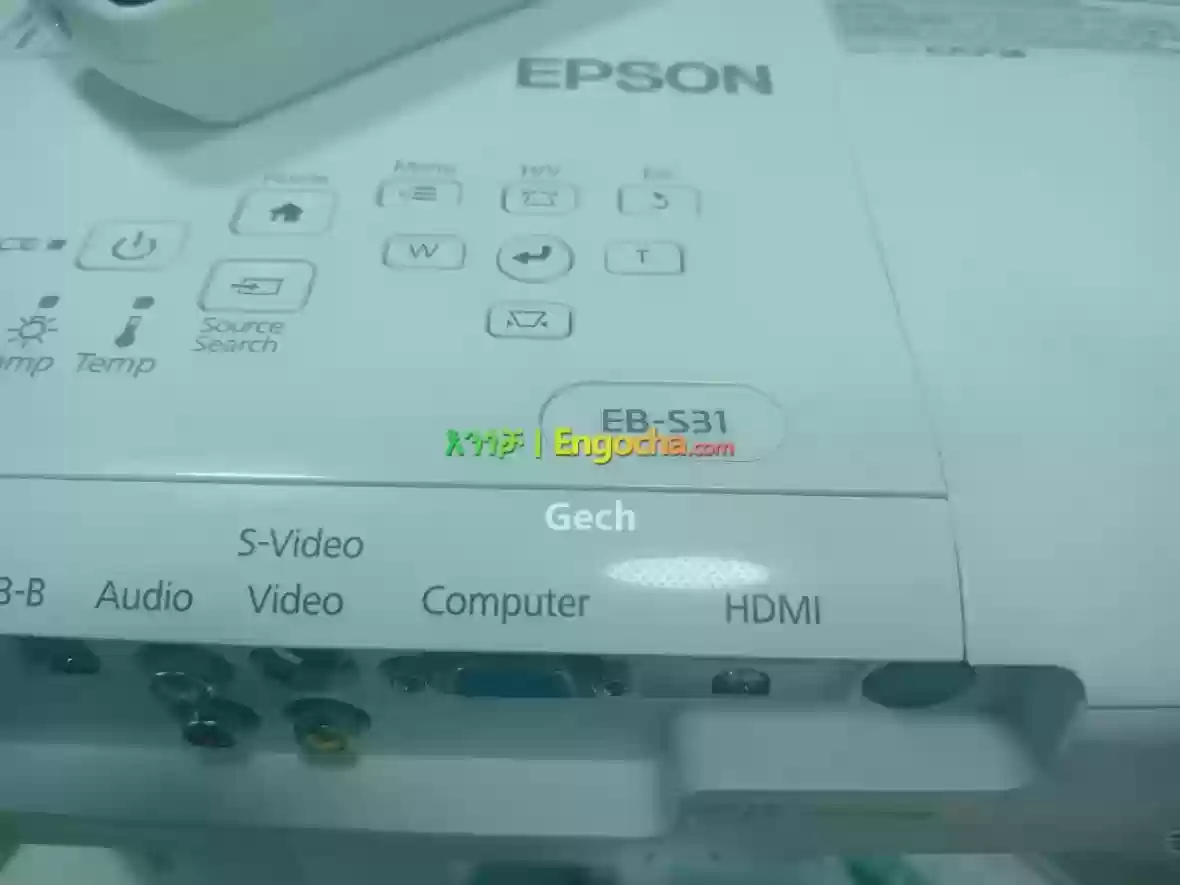 EPSON
Home
Menu
Esc
W
T
Source
Search
Temp
EB-S31
እንጎቻ | Engocha.com
Gech
S-Video
B-B
Audio
Video
Computer
HDMI